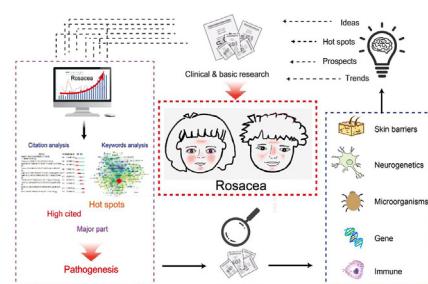 Ideas
Hot spots
Prospects
Trends
Clinical & basic research
Rosacea
Citation analysis
Keywords analysis
Hot spots
High cited
Major part
Pathogenesis
Rosacea
Skin barriers
Neurogenetics
Microorganisms
Gene
Immune